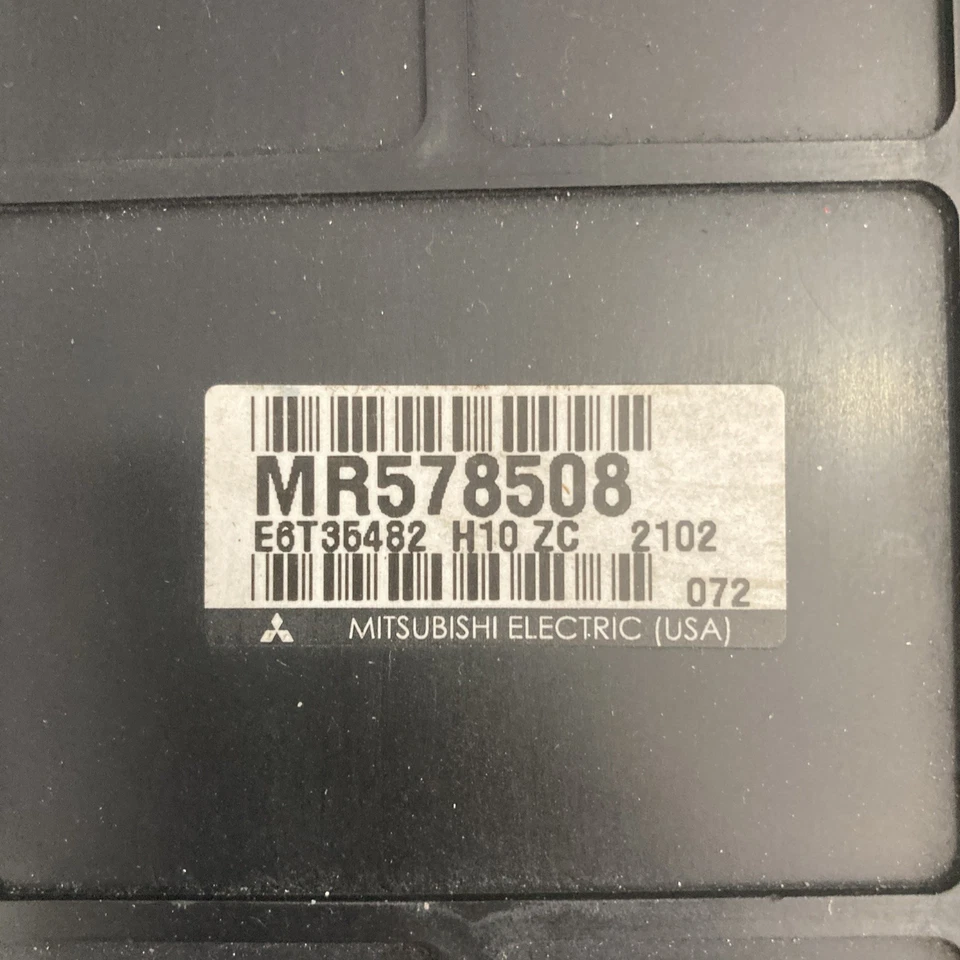 MR578508
E6T35482 H10 ZC 2102
072
MITSUBISHI ELECTRIC (USA)